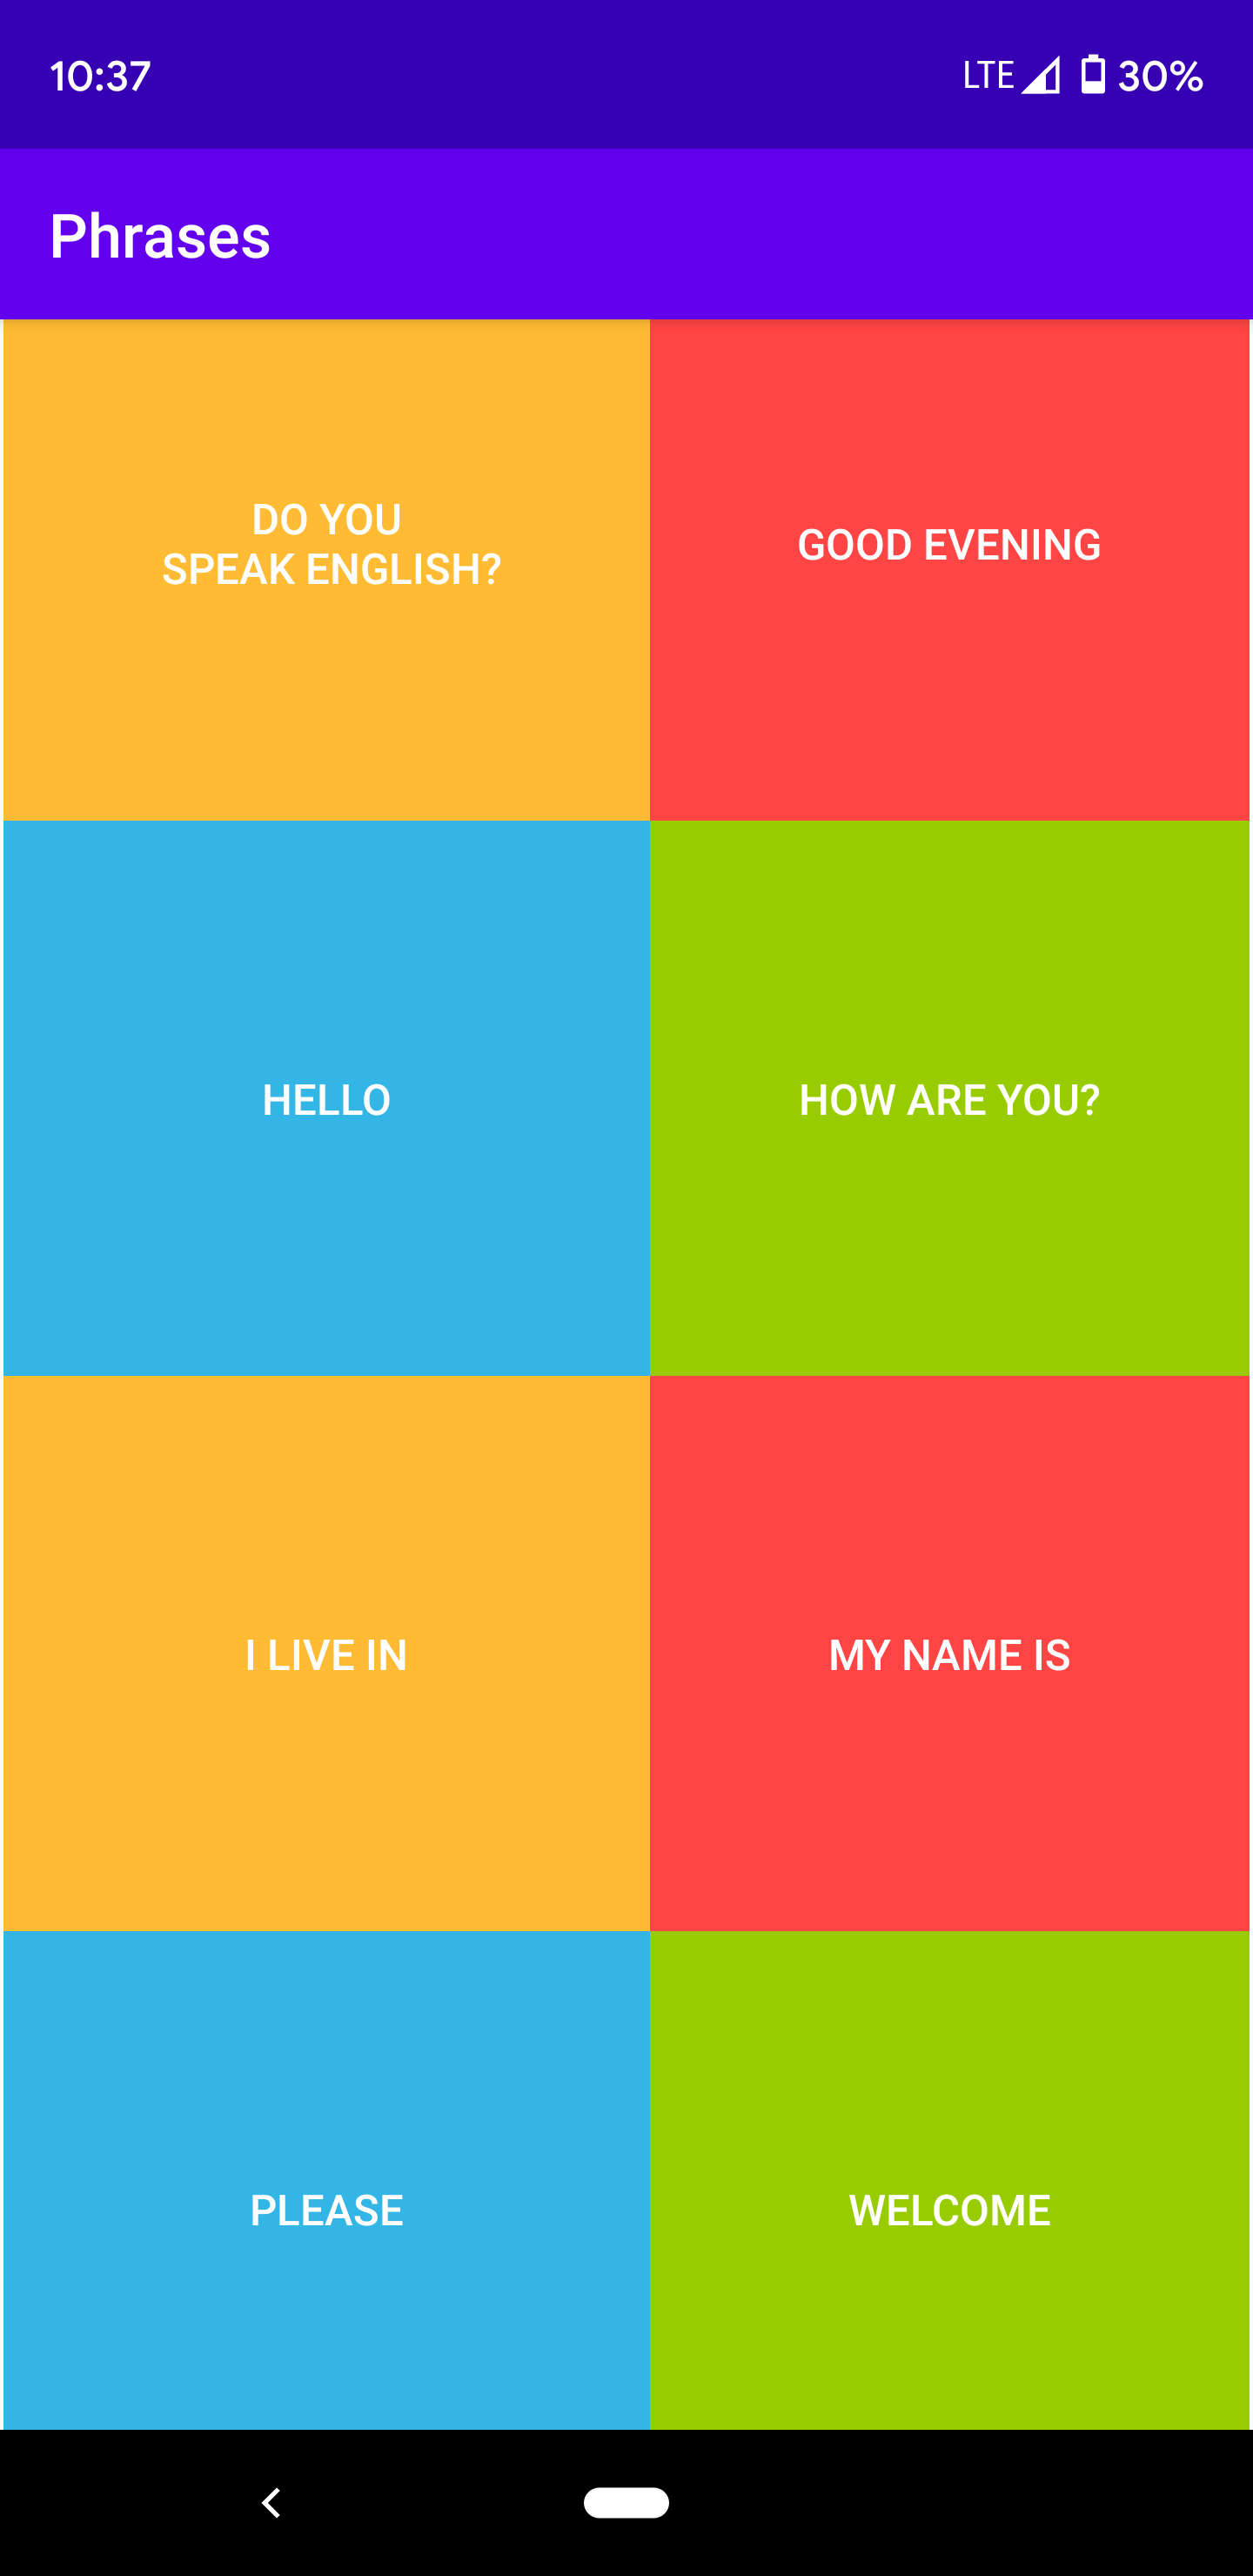 10:37
LTE 30%
Phrases
DO YOU
SPEAK ENGLISH?
GOOD EVENING
HELLO
HOW ARE YOU?
I LIVE IN
MY NAME IS
PLEASE
WELCOME